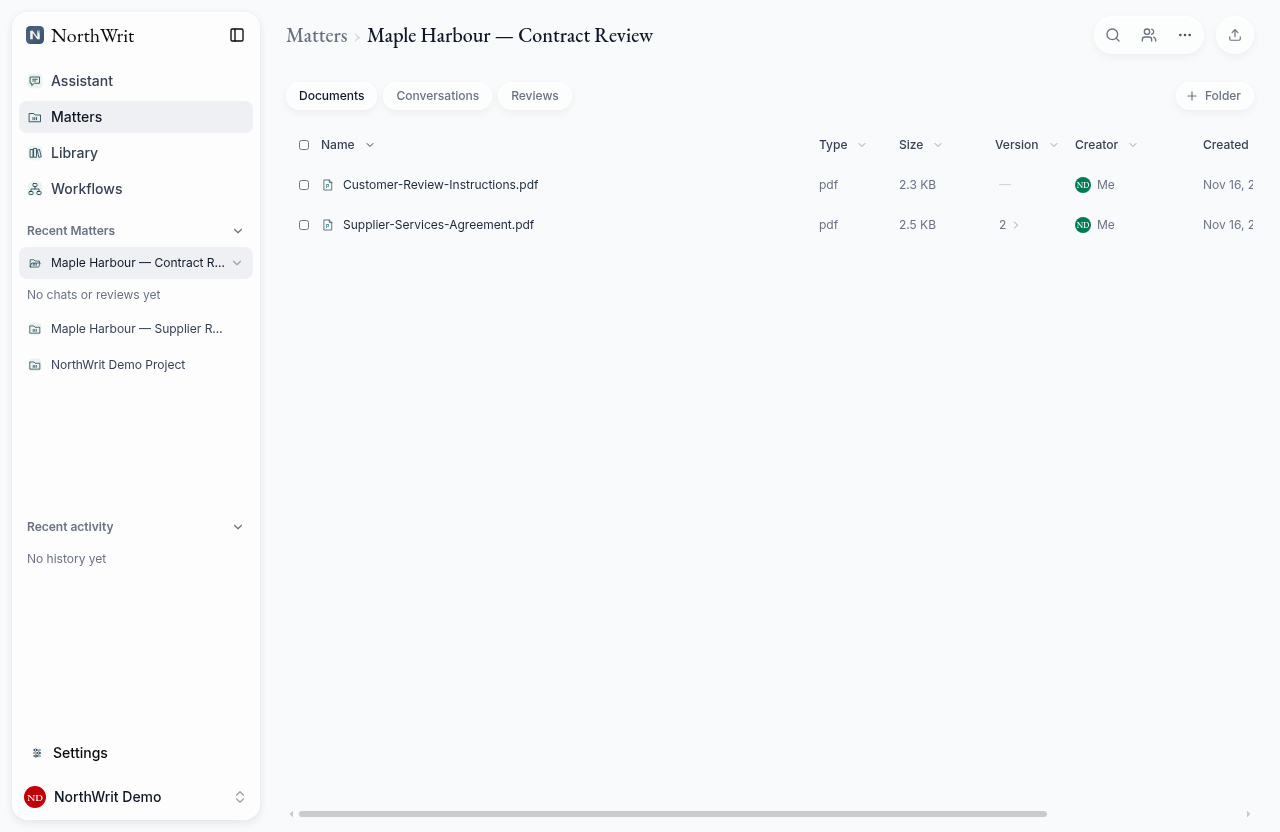 NorthWrit
Assistant
Matters
Library
Workflows
Recent Matters
Maple Harbour — Contract R...
No chats or reviews yet
Maple Harbour — Supplier R...
NorthWrit Demo Project
Recent activity
No history yet
Settings
ND NorthWrit Demo
Matters › Maple Harbour — Contract Review
Documents Conversations Reviews
Folder
Name Type Size Version Creator Created
Customer-Review-Instructions.pdf pdf 2.3 KB — ND Me Nov 16, 2
Supplier-Services-Agreement.pdf pdf 2.5 KB 2 ND Me Nov 16, 2